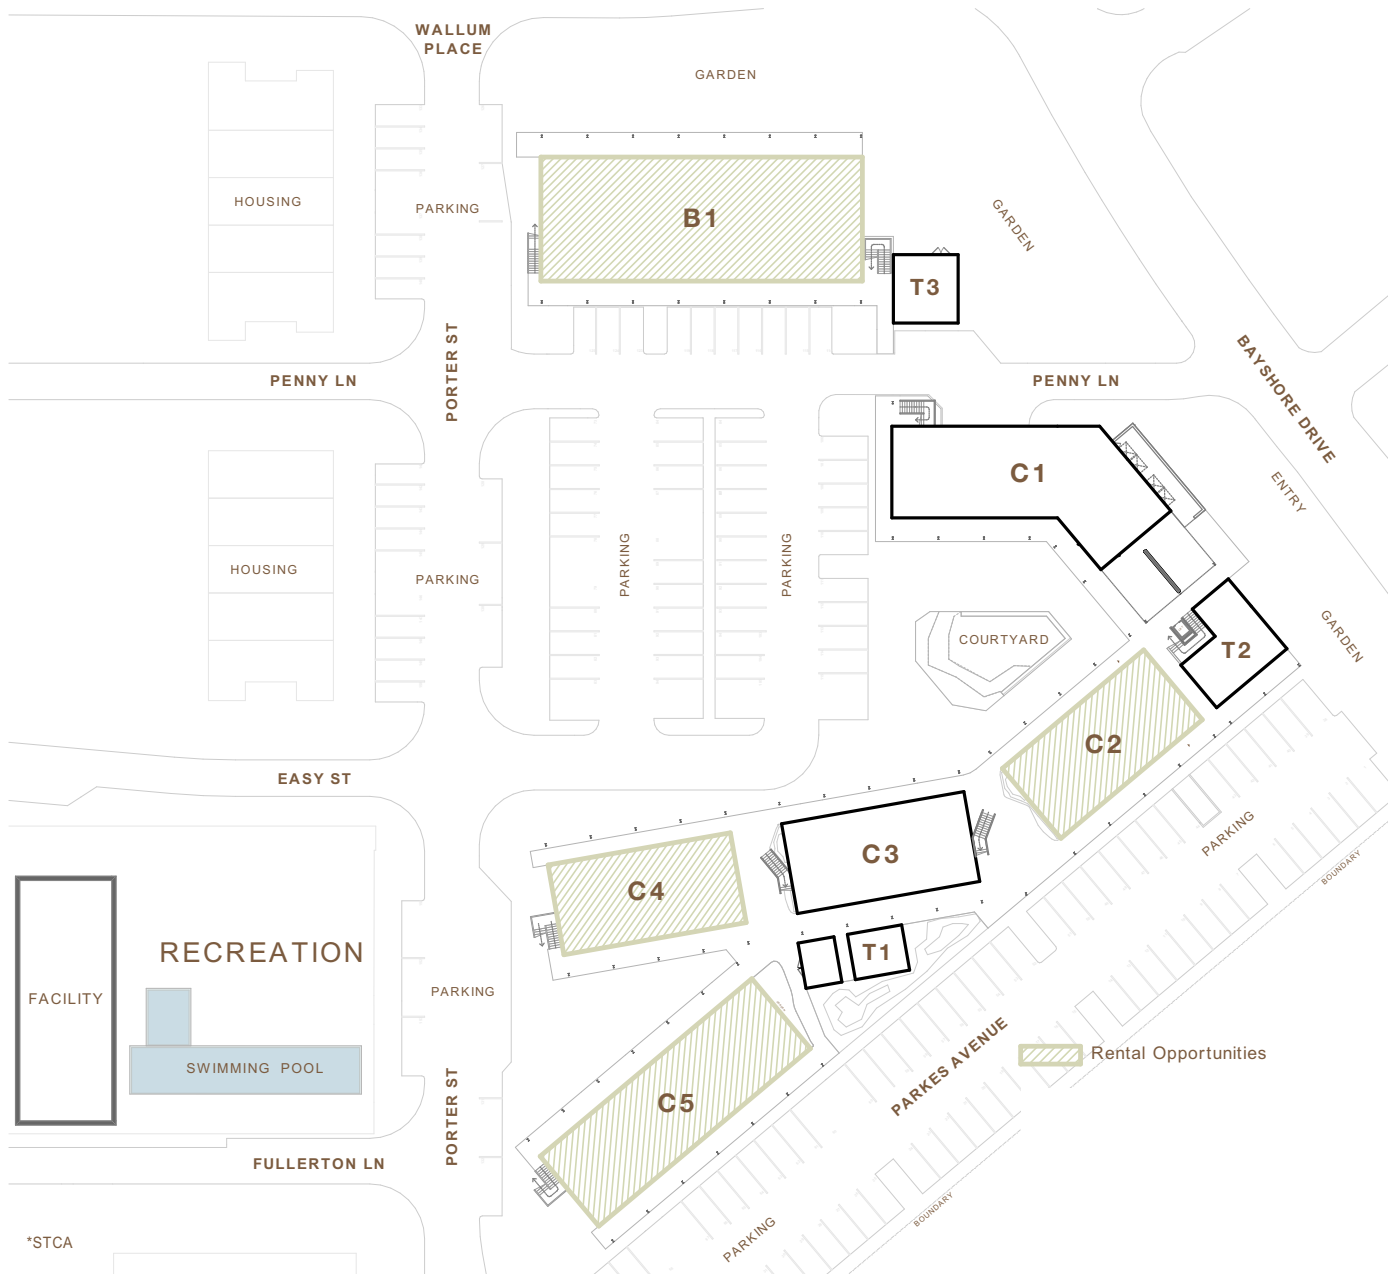 WALLUM
PLACE
GARDEN
HOUSING
PARKING
B1
GARDEN
T3
PORTER ST
PENNY LN
PENNY LN
BAYSHORE DRIVE
C1
ENTRY
HOUSING
PARKING
PARKING
PARKING
COURTYARD
T2
GARDEN
C2
EASY ST
PARKING
BOUNDARY
C3
C4
RECREATION
T1
FACILITY
PARKING
SWIMMING POOL
PARKES AVENUE
Rental Opportunities
C5
PORTER ST
FULLERTON LN
BOUNDARY
PARKING
*STCA